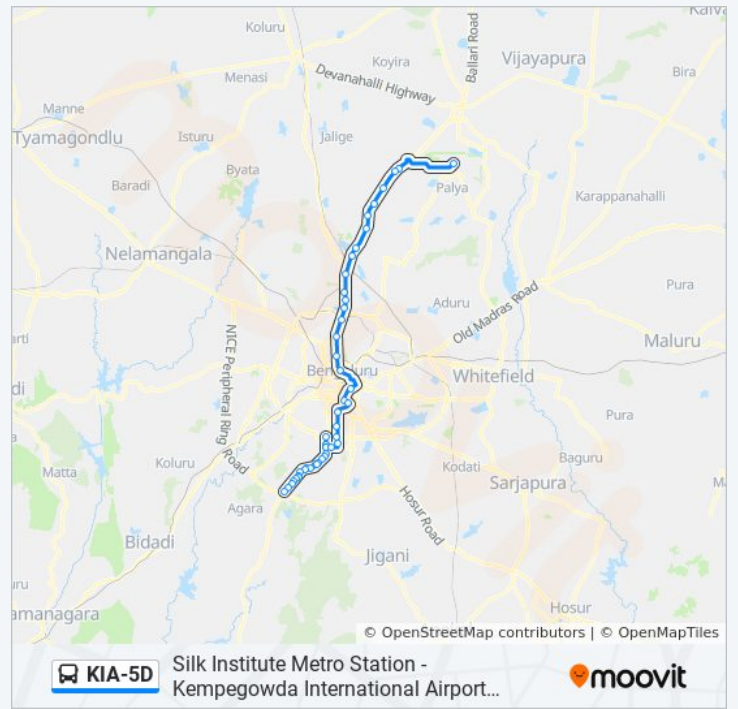 Koluru
Kalva
Koyira
Ballari Road
Vijayapura
Menasi
Devanahalli Highway
Bira
Manne
Tyamagondlu
Isturu
Jalige
Byata
Baradi
Palya
Karappanahalli
Nelamangala
Pura
Aduru
Old Madras Road
Maluru
NICE Peripheral Ring Road
Bengaluru
Whitefield
Pura
Matta
Koluru
Kodati
Baguru
Sarjapura
Agara
Hosur Road
Bidadi
Jigani
amanagara
Hosur
© OpenStreetMap contributors | © OpenMapTiles
KIA-5D
Silk Institute Metro Station -
Kempegowda International Airport…
moovit